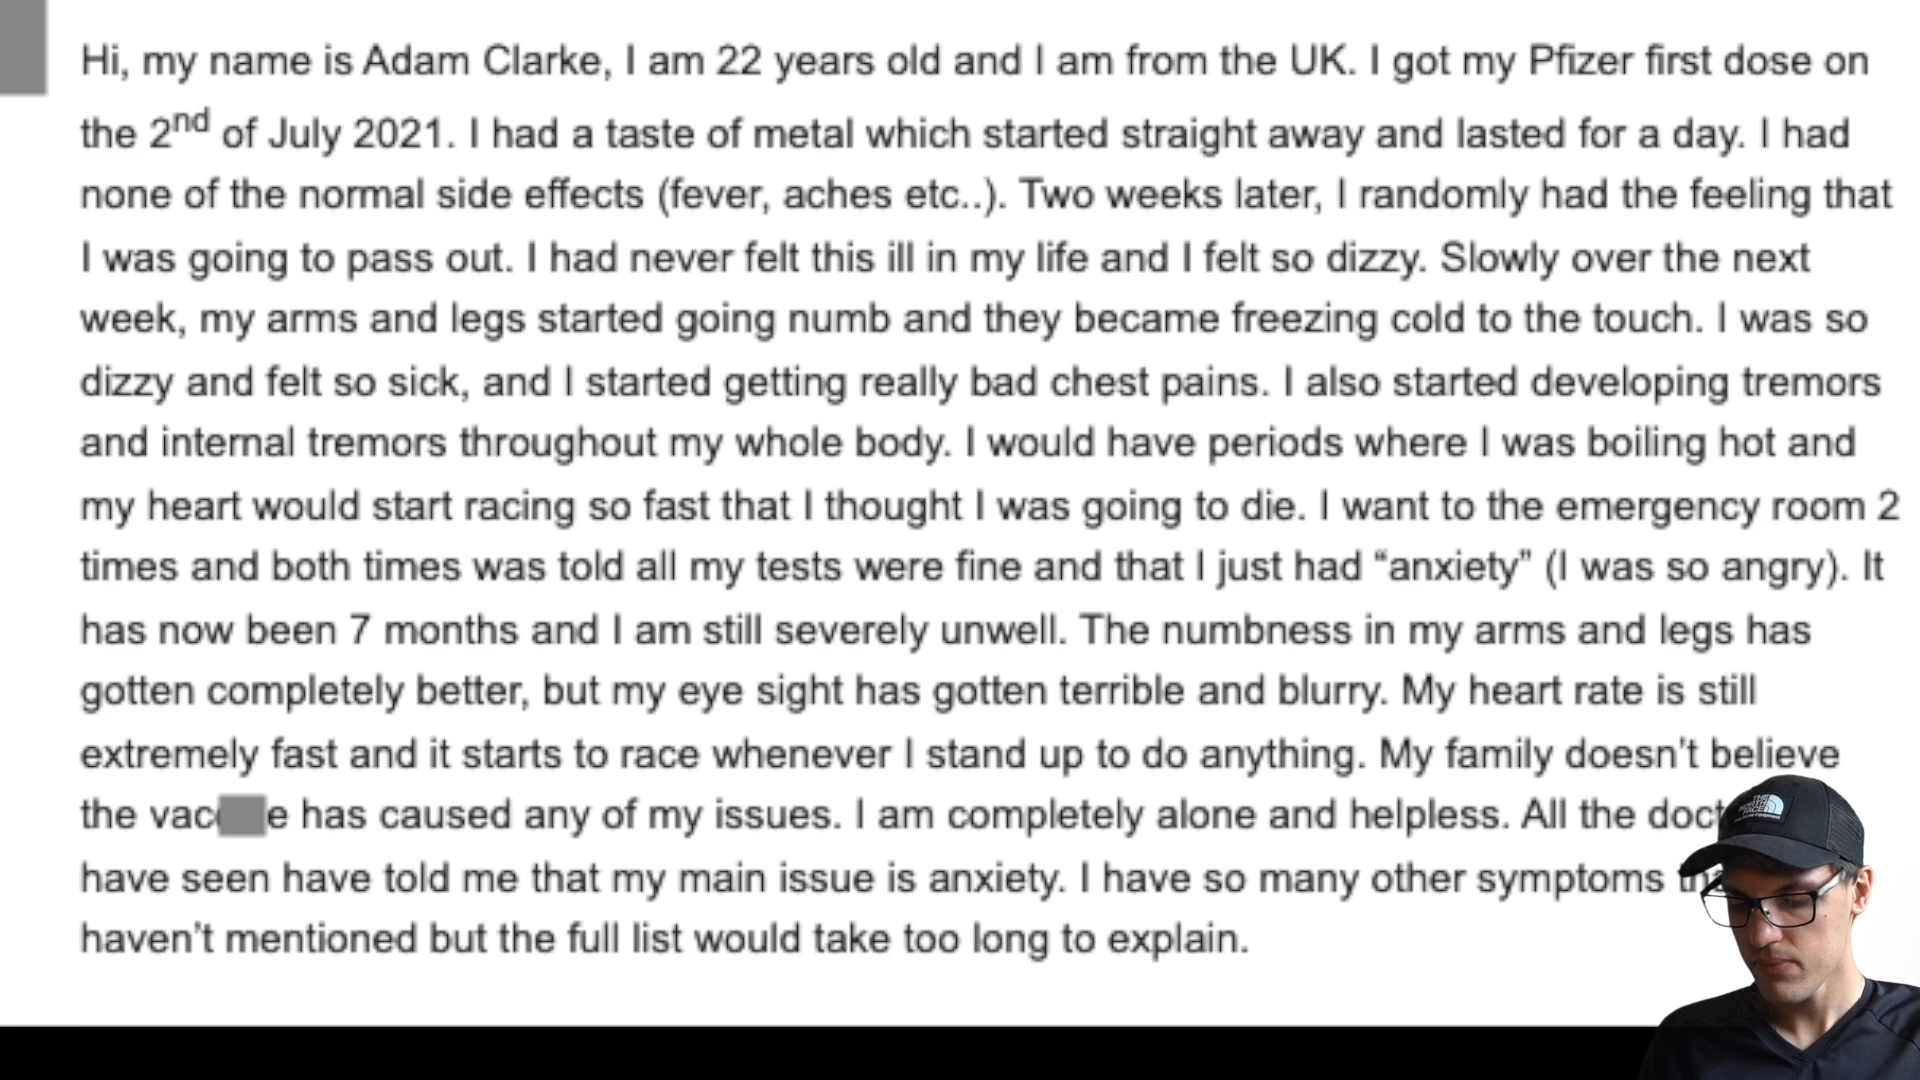 Hi, my name is Adam Clarke, I am 22 years old and I am from the UK. I got my Pfizer first dose on
the 2nd of July 2021. I had a taste of metal which started straight away and lasted for a day. I had
none of the normal side effects (fever, aches etc..). Two weeks later, I randomly had the feeling that
I was going to pass out. I had never felt this ill in my life and I felt so dizzy. Slowly over the next
week, my arms and legs started going numb and they became freezing cold to the touch. I was so
dizzy and felt so sick, and I started getting really bad chest pains. I also started developing tremors
and internal tremors throughout my whole body. I would have periods where I was boiling hot and
my heart would start racing so fast that I thought I was going to die. I want to the emergency room 2
times and both times was told all my tests were fine and that I just had “anxiety” (I was so angry). It
has now been 7 months and I am still severely unwell. The numbness in my arms and legs has
gotten completely better, but my eye sight has gotten terrible and blurry. My heart rate is still
extremely fast and it starts to race whenever I stand up to do anything. My family doesn’t believe
the has caused any of my issues. I am completely alone and helpless. All the
have seen have told me that my main issue is anxiety. I have so many other symptoms
haven’t mentioned but the full list would take too long to explain.
THE NORTH FACE